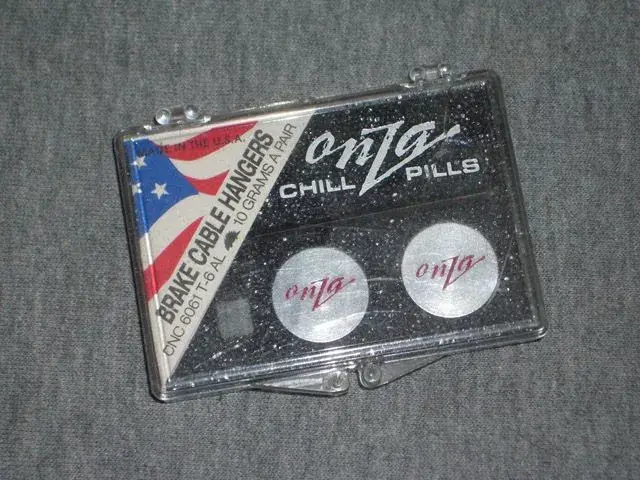 MADE IN THE U.S.A.
BRAKE CABLE HANGERS
CNC 6061 T-6 AL 10 GRAMS A PAIR
onza
CHILL PILLS
onza
onza